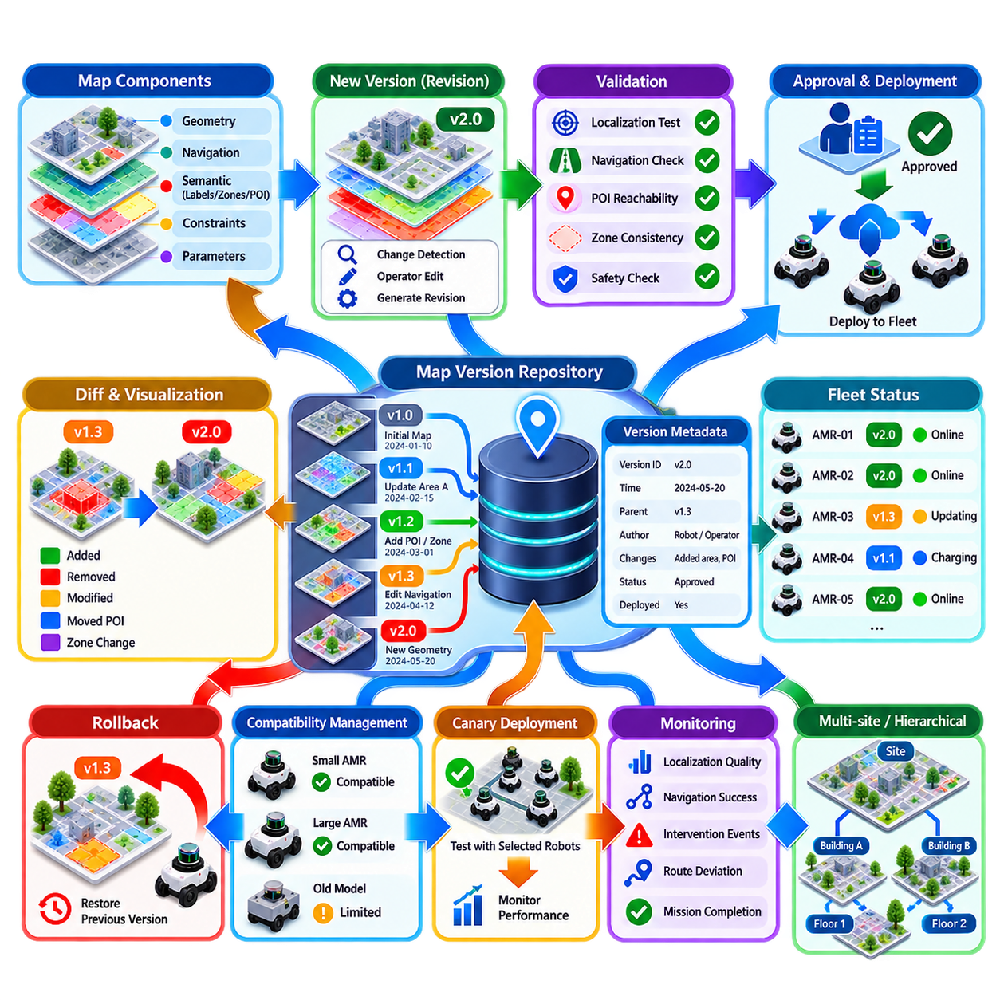 Map Components
Geometry
Navigation
Semantic
(Labels/Zones/POI)
Constraints
Parameters
New Version (Revision)
v2.0
Change Detection
Operator Edit
Generate Revision
Validation
Localization Test
Navigation Check
POI Reachability
Zone Consistency
Safety Check
Approval & Deployment
Approved
Deploy to Fleet
Diff & Visualization
v1.3
v2.0
Added
Removed
Modified
Moved POI
Zone Change
Map Version Repository
v1.0
Initial Map
2024-01-10
v1.1
Update Area A
2024-02-15
v1.2
Add POI / Zone
2024-03-01
v1.3
Edit Navigation
2024-04-12
v2.0
New Geometry
2024-05-20
Version Metadata
Version ID v2.0
Time 2024-05-20
Parent v1.3
Author Robot / Operator
Changes Added area, POI
Status Approved
Deployed Yes
Fleet Status
AMR-01 v2.0 Online
AMR-02 v2.0 Online
AMR-03 v1.3 Updating
AMR-04 v1.1 Charging
AMR-05 v2.0 Online
...
Rollback
v1.3
Restore
Previous Version
Compatibility Management
Small AMR
Compatible
Large AMR
Compatible
Old Model
Limited
Canary Deployment
Test with Selected Robots
Monitor
Performance
Monitoring
Localization Quality
Navigation Success
Intervention Events
Route Deviation
Mission Completion
Multi-site / Hierarchical
Site
Building A
Building B
Floor 1
Floor 2